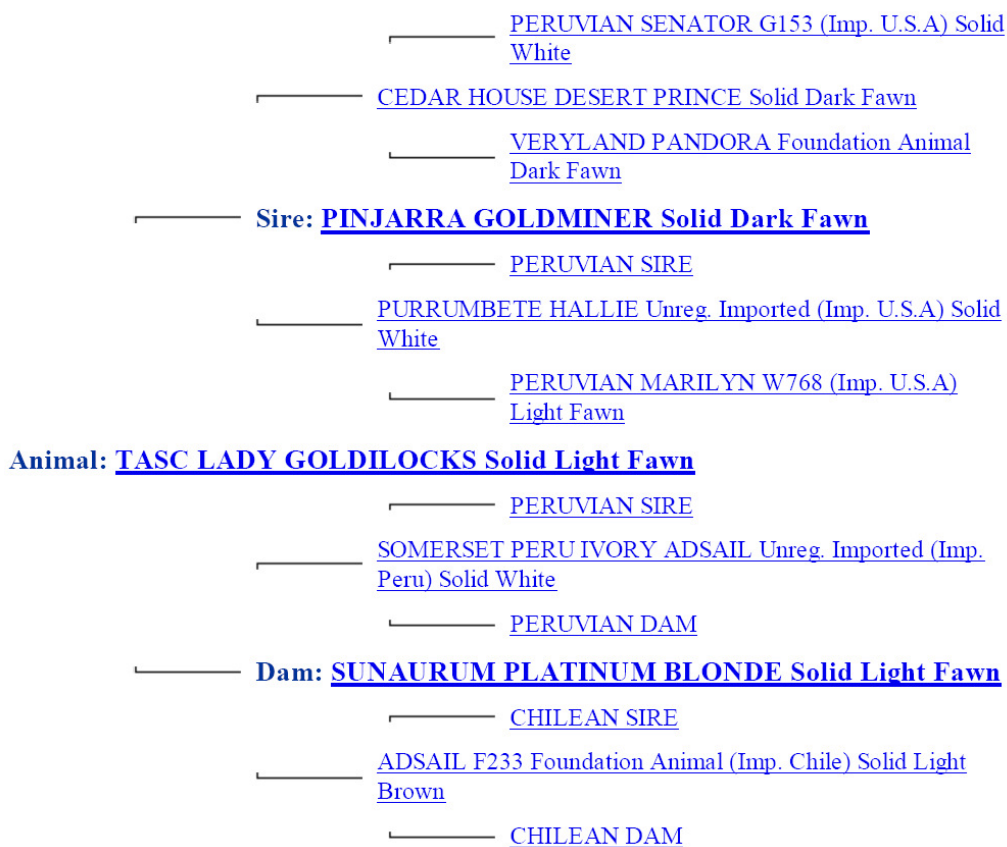 PERUVIAN SENATOR G153 (Imp. U.S.A) Solid
White
CEDAR HOUSE DESERT PRINCE Solid Dark Fawn
VERYLAND PANDORA Foundation Animal
Dark Fawn
Sire: PINJARRA GOLDMINER Solid Dark Fawn
PERUVIAN SIRE
PURRUMBETE HALLIE Unreg. Imported (Imp. U.S.A) Solid
White
PERUVIAN MARILYN W768 (Imp. U.S.A)
Light Fawn
Animal: TASC LADY GOLDILOCKS Solid Light Fawn
PERUVIAN SIRE
SOMERSET PERU IVORY ADSAIL Unreg. Imported (Imp.
Peru) Solid White
PERUVIAN DAM
Dam: SUNAURUM PLATINUM BLONDE Solid Light Fawn
CHILEAN SIRE
ADSAIL F233 Foundation Animal (Imp. Chile) Solid Light
Brown
CHILEAN DAM